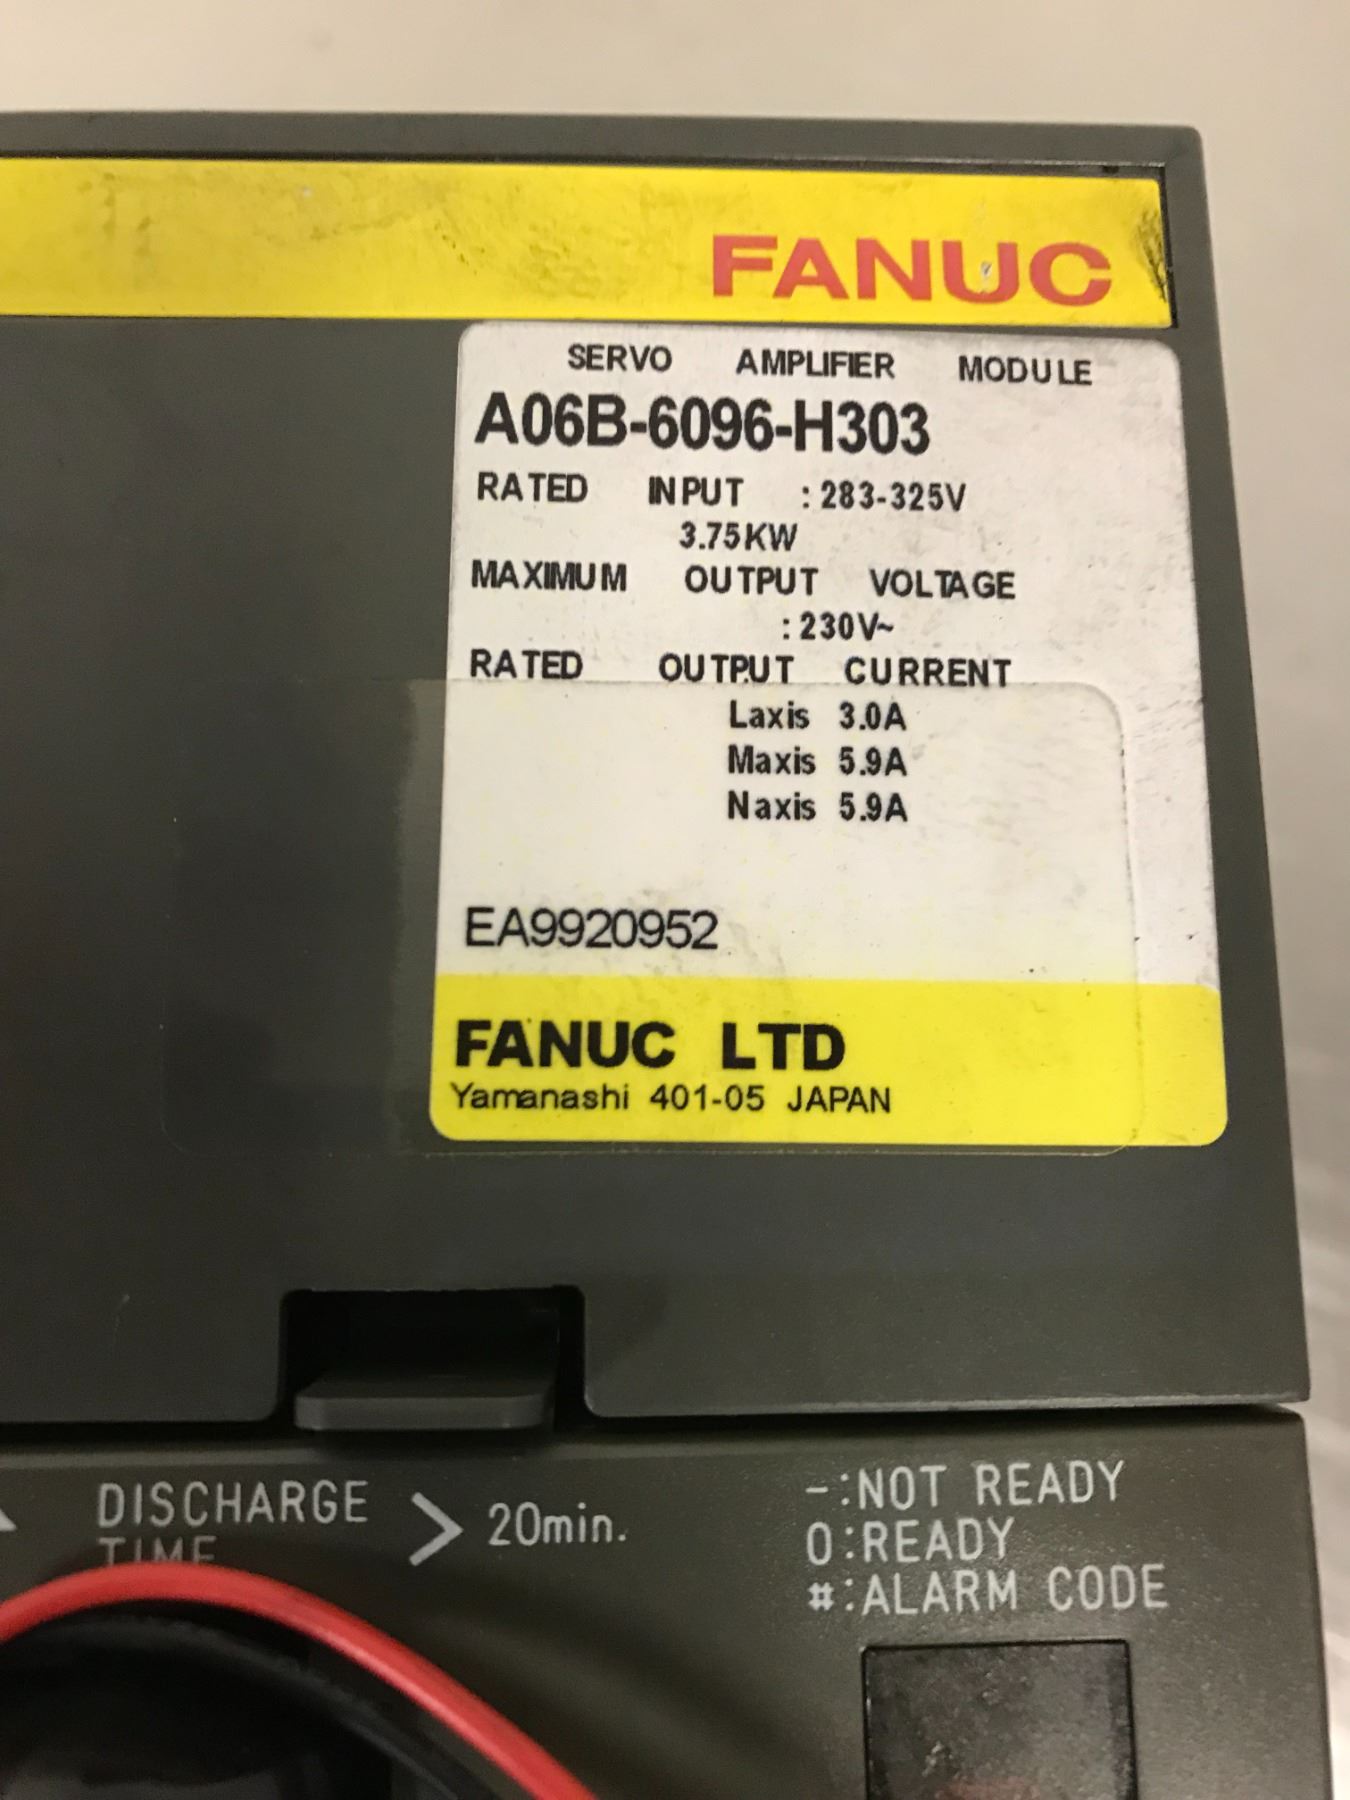 FANUC
SERVO AMPLIFIER MODULE
A06B-6096-H303
RATED INPUT : 283-325V
3.75KW
MAXIMUM OUTPUT VOLTAGE
: 230V~
RATED OUTPUT CURRENT
Laxis 3.0A
Maxis 5.9A
Naxis 5.9A
EA9920952
FANUC LTD
Yamanashi 401-05 JAPAN
DISCHARGE TIME > 20min.
-:NOT READY
0:READY
#:ALARM CODE